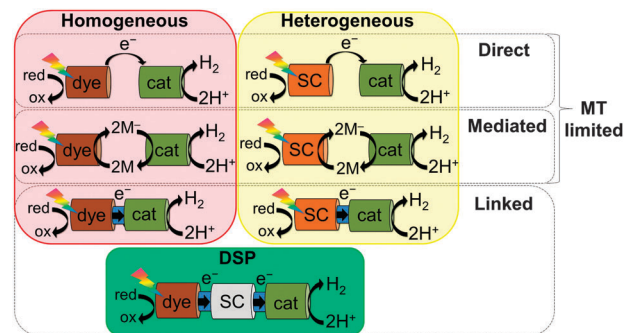 Homogeneous
Heterogeneous
e⁻
H₂
red
dye
cat
ox
2H⁺
e⁻
H₂
red
SC
cat
ox
2H⁺
Direct
MT
limited
2M⁻
H₂
red
dye
cat
ox
2M
2H⁺
2M⁻
H₂
red
SC
cat
ox
2M
2H⁺
Mediated
e⁻
H₂
red
dye
cat
ox
2H⁺
e⁻
H₂
red
SC
cat
ox
2H⁺
Linked
DSP
e⁻
e⁻
H₂
red
dye
SC
cat
ox
2H⁺